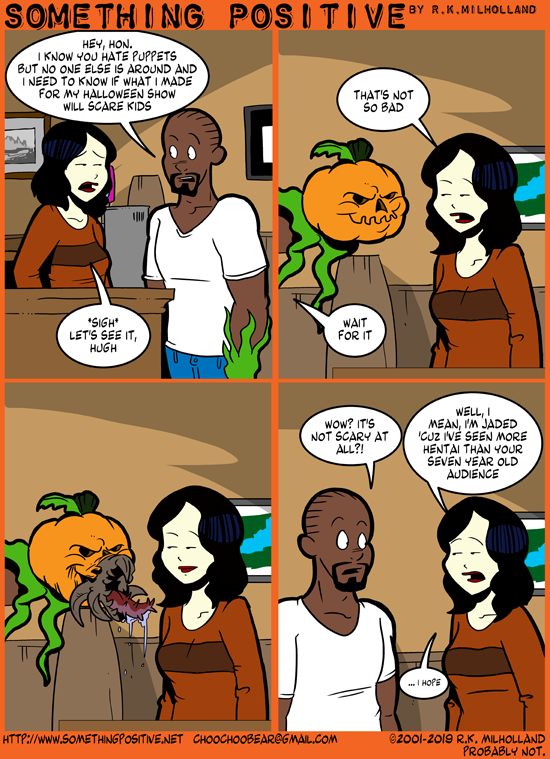 SOMETHING POSITIVE BY R.K.MILHOLLAND
HEY, HON.
I KNOW YOU HATE PUPPETS
BUT NO ONE ELSE IS AROUND AND
I NEED TO KNOW IF WHAT I MADE
FOR MY HALLOWEEN SHOW
WILL SCARE KIDS
*SIGH*
LET'S SEE IT,
HUGH
THAT'S NOT
SO BAD
WAIT
FOR IT
WOW? IT'S
NOT SCARY AT
ALL?!
WELL, I
MEAN, I'M JADED
'CUZ I'VE SEEN MORE
HENTAI THAN YOUR
SEVEN YEAR OLD
AUDIENCE
... I HOPE
HTTP://WWW.SOMETHINGPOSITIVE.NET CHOOCHOOBEAR@GMAIL.COM
©2001-2019 R.K. MILHOLLAND
PROBABLY NOT.